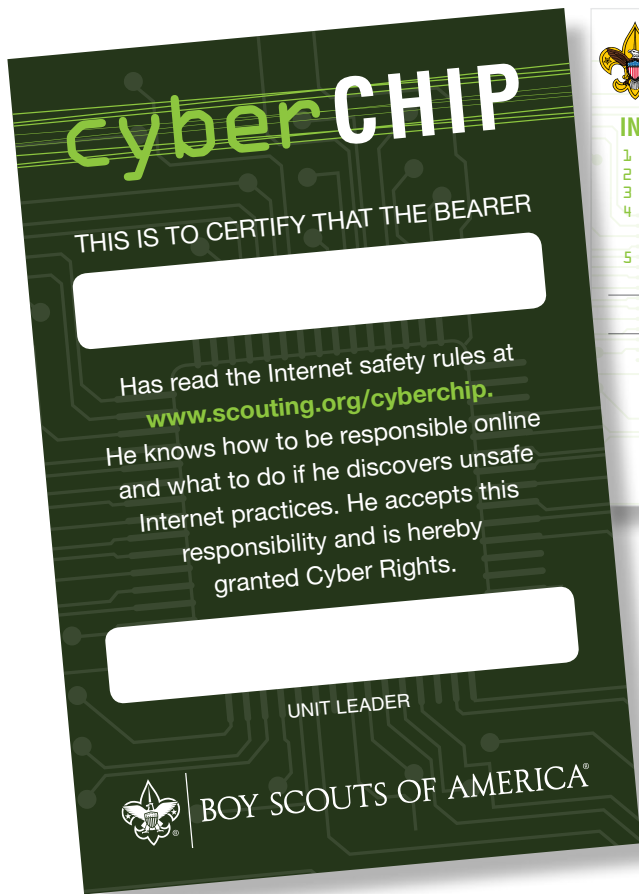 cyberCHIP
THIS IS TO CERTIFY THAT THE BEARER
Has read the Internet safety rules at
www.scouting.org/cyberchip.
He knows how to be responsible online
and what to do if he discovers unsafe
Internet practices. He accepts this
responsibility and is hereby
granted Cyber Rights.
UNIT LEADER
BOY SCOUTS OF AMERICA®
IN
1
2
3
4
5